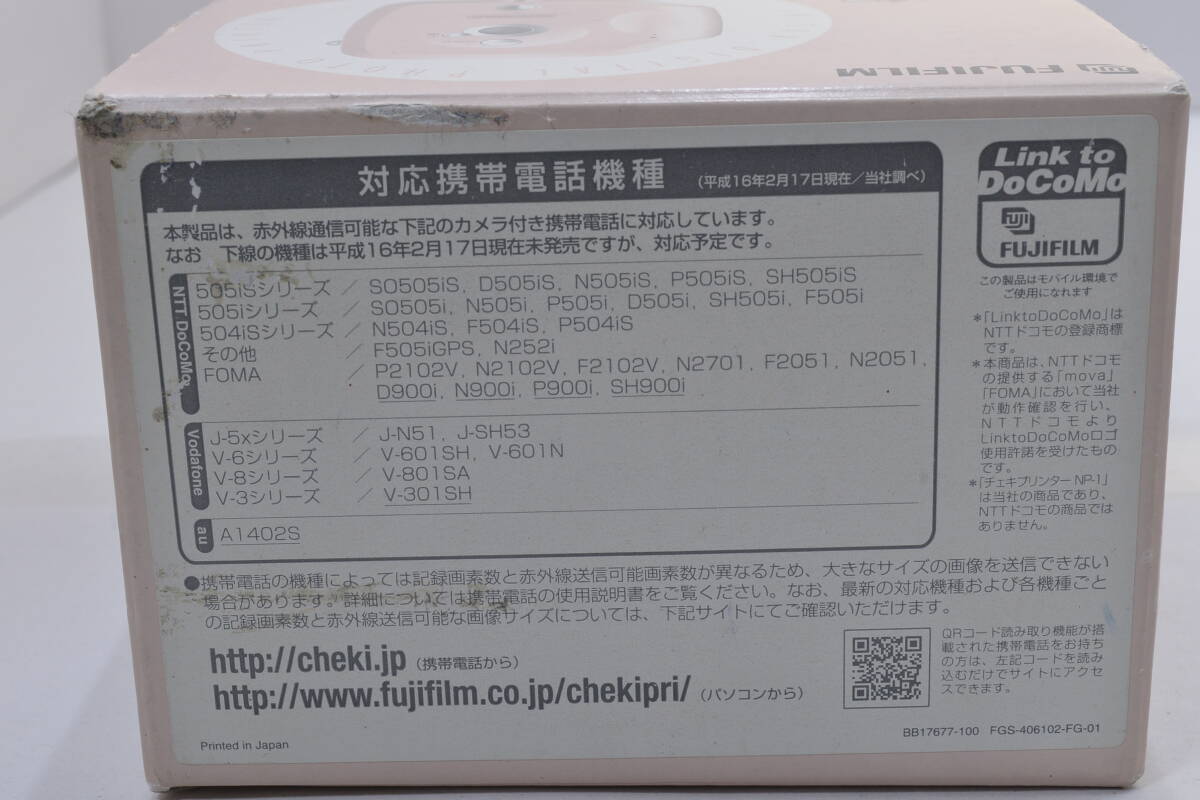 FUJIFILM
DIGITAL PHOTO
対応携帯電話機種 (平成16年2月17日現在/当社調べ)
本製品は、赤外線通信可能な下記のカメラ付き携帯電話に対応しています。
なお 下線の機種は平成16年2月17日現在未発売ですが、対応予定です。
NTT DoCoMo
505iSシリーズ / SO505iS, D505iS, N505iS, P505iS, SH505iS
505iシリーズ / SO505i, N505i, P505i, D505i, SH505i, F505i
504iSシリーズ / N504iS, F504iS, P504iS
その他 / F505iGPS, N252i
FOMA / P2102V, N2102V, F2102V, N2701, F2051, N2051,
D900i, N900i, P900i, SH900i
Vodafone
J-5xシリーズ / J-N51, J-SH53
V-6シリーズ / V-601SH, V-601N
V-8シリーズ / V-801SA
V-3シリーズ / V-301SH
au
A1402S
Link to
DoCoMo
FUJI
FUJIFILM
この製品はモバイル環境で
ご使用になれます
*「LinktoDoCoMo」は
NTTドコモの登録商標
です。
*本商品は、NTTドコモ
の提供する「mova」
「FOMA」において当社
が動作確認を行い、
NTTドコモより
LinktoDoCoMoロゴ
使用許諾を受けたもの
です。
*「チェキプリンター NP-1」
は当社の商品であり、
NTTドコモの商品では
ありません。
●携帯電話の機種によっては記録画素数と赤外線送信可能画素数が異なるため、大きなサイズの画像を送信できない
場合があります。詳細については携帯電話の使用説明書をご覧ください。なお、最新の対応機種および各機種ごと
の記録画素数と赤外線送信可能な画像サイズについては、下記サイトにてご確認いただけます。
http://cheki.jp (携帯電話から)
http://www.fujifilm.co.jp/chekipri/ (パソコンから)
QRコード読み取り機能が搭
載された携帯電話をお持ち
の方は、左記コードを読み
込むだけでサイトにアクセ
スできます。
Printed in Japan
BB17677-100 FGS-406102-FG-01